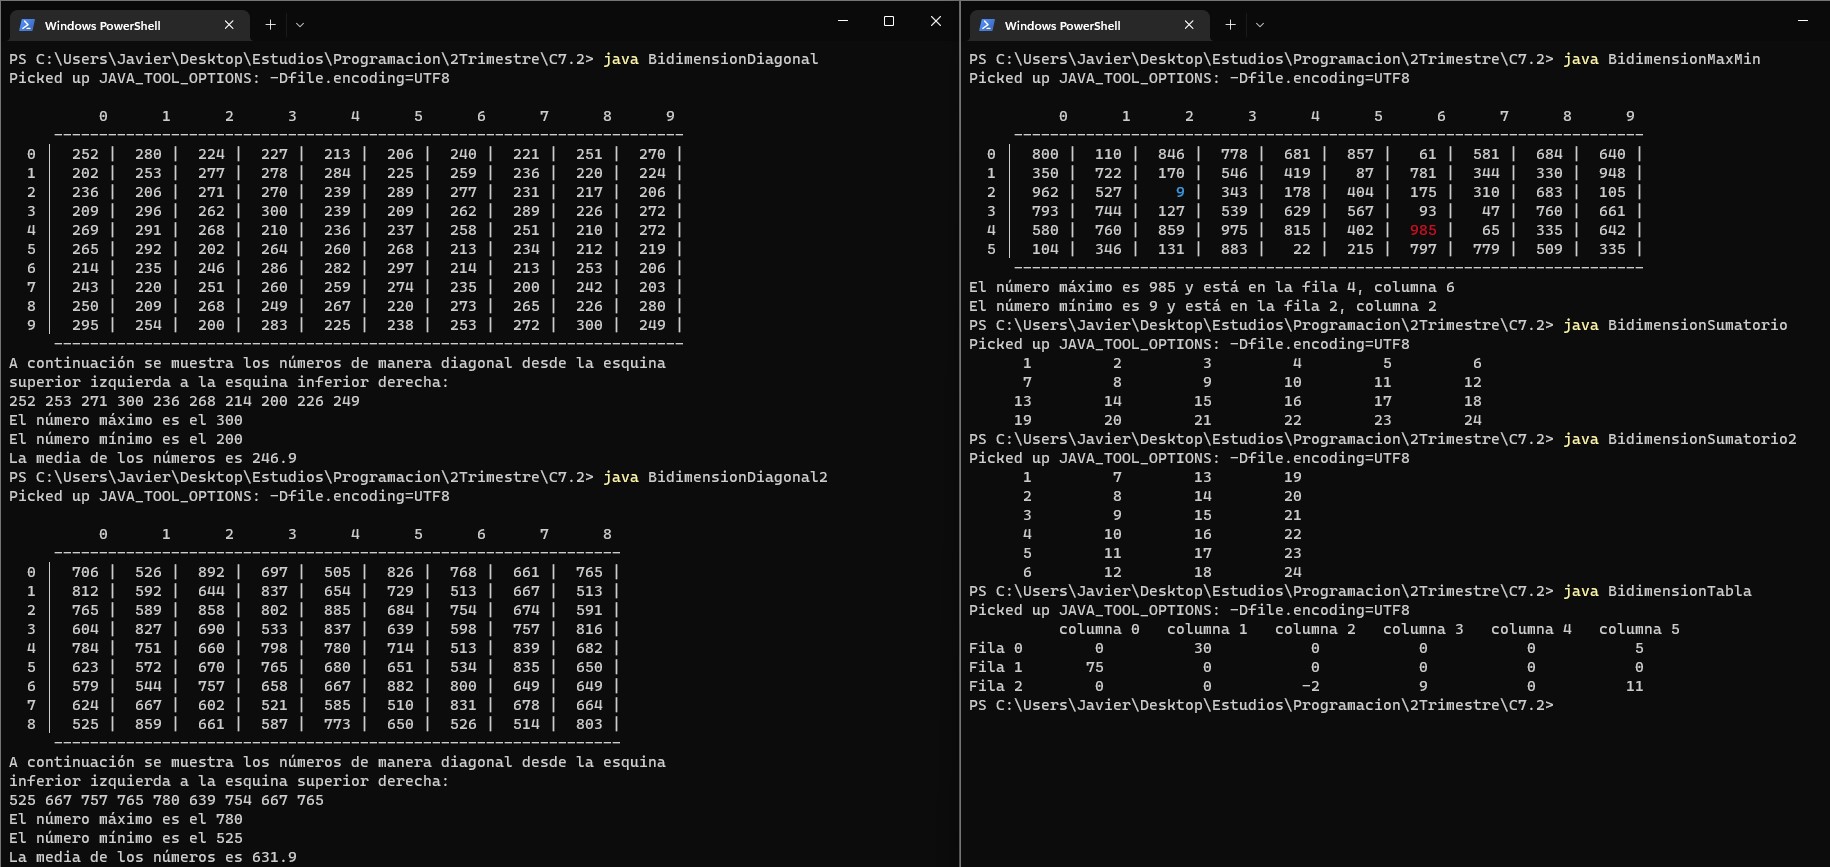 Windows PowerShell
PS C:\Users\Javier\Desktop\Estudios\Programacion\2Trimestre\C7.2> java BidimensionDiagonal
Picked up JAVA_TOOL_OPTIONS: -Dfile.encoding=UTF8
0 1 2 3 4 5 6 7 8 9
------------------------------------------------------------
0 | 252 | 280 | 224 | 227 | 213 | 206 | 240 | 221 | 251 | 270 |
1 | 202 | 253 | 277 | 278 | 284 | 225 | 259 | 236 | 220 | 224 |
2 | 236 | 206 | 271 | 270 | 239 | 289 | 277 | 231 | 217 | 206 |
3 | 209 | 296 | 262 | 300 | 239 | 209 | 262 | 289 | 226 | 272 |
4 | 269 | 291 | 268 | 210 | 236 | 237 | 258 | 251 | 210 | 272 |
5 | 265 | 292 | 202 | 264 | 260 | 268 | 213 | 234 | 212 | 219 |
6 | 214 | 235 | 246 | 286 | 282 | 297 | 214 | 213 | 253 | 206 |
7 | 243 | 220 | 251 | 260 | 259 | 274 | 235 | 200 | 242 | 203 |
8 | 250 | 209 | 268 | 249 | 267 | 220 | 273 | 265 | 226 | 280 |
9 | 295 | 254 | 200 | 283 | 225 | 238 | 253 | 272 | 300 | 249 |
------------------------------------------------------------
A continuación se muestra los números de manera diagonal desde la esquina
superior izquierda a la esquina inferior derecha:
252 253 271 300 236 268 214 200 226 249
El número máximo es el 300
El número mínimo es el 200
La media de los números es 246.9
PS C:\Users\Javier\Desktop\Estudios\Programacion\2Trimestre\C7.2> java BidimensionDiagonal2
Picked up JAVA_TOOL_OPTIONS: -Dfile.encoding=UTF8
0 1 2 3 4 5 6 7 8
------------------------------------------------------------
0 | 706 | 526 | 892 | 697 | 505 | 826 | 768 | 661 | 765 |
1 | 812 | 592 | 644 | 837 | 654 | 729 | 513 | 667 | 513 |
2 | 765 | 589 | 858 | 802 | 885 | 684 | 754 | 674 | 591 |
3 | 604 | 827 | 690 | 533 | 837 | 639 | 598 | 757 | 816 |
4 | 784 | 751 | 660 | 798 | 780 | 714 | 513 | 839 | 682 |
5 | 623 | 572 | 670 | 765 | 680 | 651 | 534 | 835 | 650 |
6 | 579 | 544 | 757 | 658 | 667 | 882 | 800 | 649 | 649 |
7 | 624 | 667 | 602 | 521 | 585 | 510 | 831 | 678 | 664 |
8 | 525 | 859 | 661 | 587 | 773 | 650 | 526 | 514 | 803 |
------------------------------------------------------------
A continuación se muestra los números de manera diagonal desde la esquina
inferior izquierda a la esquina superior derecha:
525 667 757 765 780 639 754 667 765
El número máximo es el 780
El número mínimo es el 525
La media de los números es 631.9
Windows PowerShell
PS C:\Users\Javier\Desktop\Estudios\Programacion\2Trimestre\C7.2> java BidimensionMaxMin
Picked up JAVA_TOOL_OPTIONS: -Dfile.encoding=UTF8
0 1 2 3 4 5 6 7 8 9
------------------------------------------------------------
0 | 800 | 110 | 846 | 778 | 681 | 857 | 61 | 581 | 684 | 640 |
1 | 350 | 722 | 170 | 546 | 419 | 87 | 781 | 344 | 330 | 948 |
2 | 962 | 527 | 9 | 343 | 178 | 404 | 175 | 310 | 683 | 105 |
3 | 793 | 744 | 127 | 539 | 629 | 567 | 93 | 47 | 760 | 661 |
4 | 580 | 760 | 859 | 975 | 815 | 402 | 985 | 65 | 335 | 642 |
5 | 104 | 346 | 131 | 883 | 22 | 215 | 797 | 779 | 509 | 335 |
------------------------------------------------------------
El número máximo es 985 y está en la fila 4, columna 6
El número mínimo es 9 y está en la fila 2, columna 2
PS C:\Users\Javier\Desktop\Estudios\Programacion\2Trimestre\C7.2> java BidimensionSumatorio
Picked up JAVA_TOOL_OPTIONS: -Dfile.encoding=UTF8
1 2 3 4 5 6
7 8 9 10 11 12
13 14 15 16 17 18
19 20 21 22 23 24
PS C:\Users\Javier\Desktop\Estudios\Programacion\2Trimestre\C7.2> java BidimensionSumatorio2
Picked up JAVA_TOOL_OPTIONS: -Dfile.encoding=UTF8
1 7 13 19
2 8 14 20
3 9 15 21
4 10 16 22
5 11 17 23
6 12 18 24
PS C:\Users\Javier\Desktop\Estudios\Programacion\2Trimestre\C7.2> java BidimensionTabla
Picked up JAVA_TOOL_OPTIONS: -Dfile.encoding=UTF8
columna 0 columna 1 columna 2 columna 3 columna 4 columna 5
Fila 0 0 30 0 0 0 5
Fila 1 75 0 0 0 0 0
Fila 2 0 0 -2 9 0 11
PS C:\Users\Javier\Desktop\Estudios\Programacion\2Trimestre\C7.2>